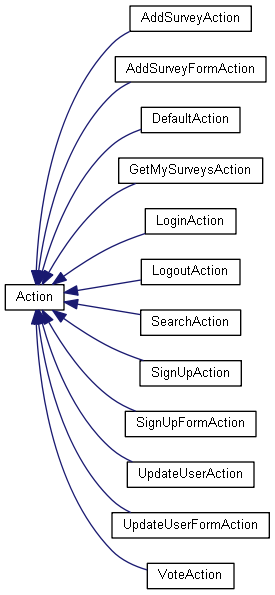 AddSurveyAction
AddSurveyFormAction
DefaultAction
GetMySurveysAction
LoginAction
LogoutAction
Action
SearchAction
SignUpAction
SignUpFormAction
UpdateUserAction
UpdateUserFormAction
VoteAction